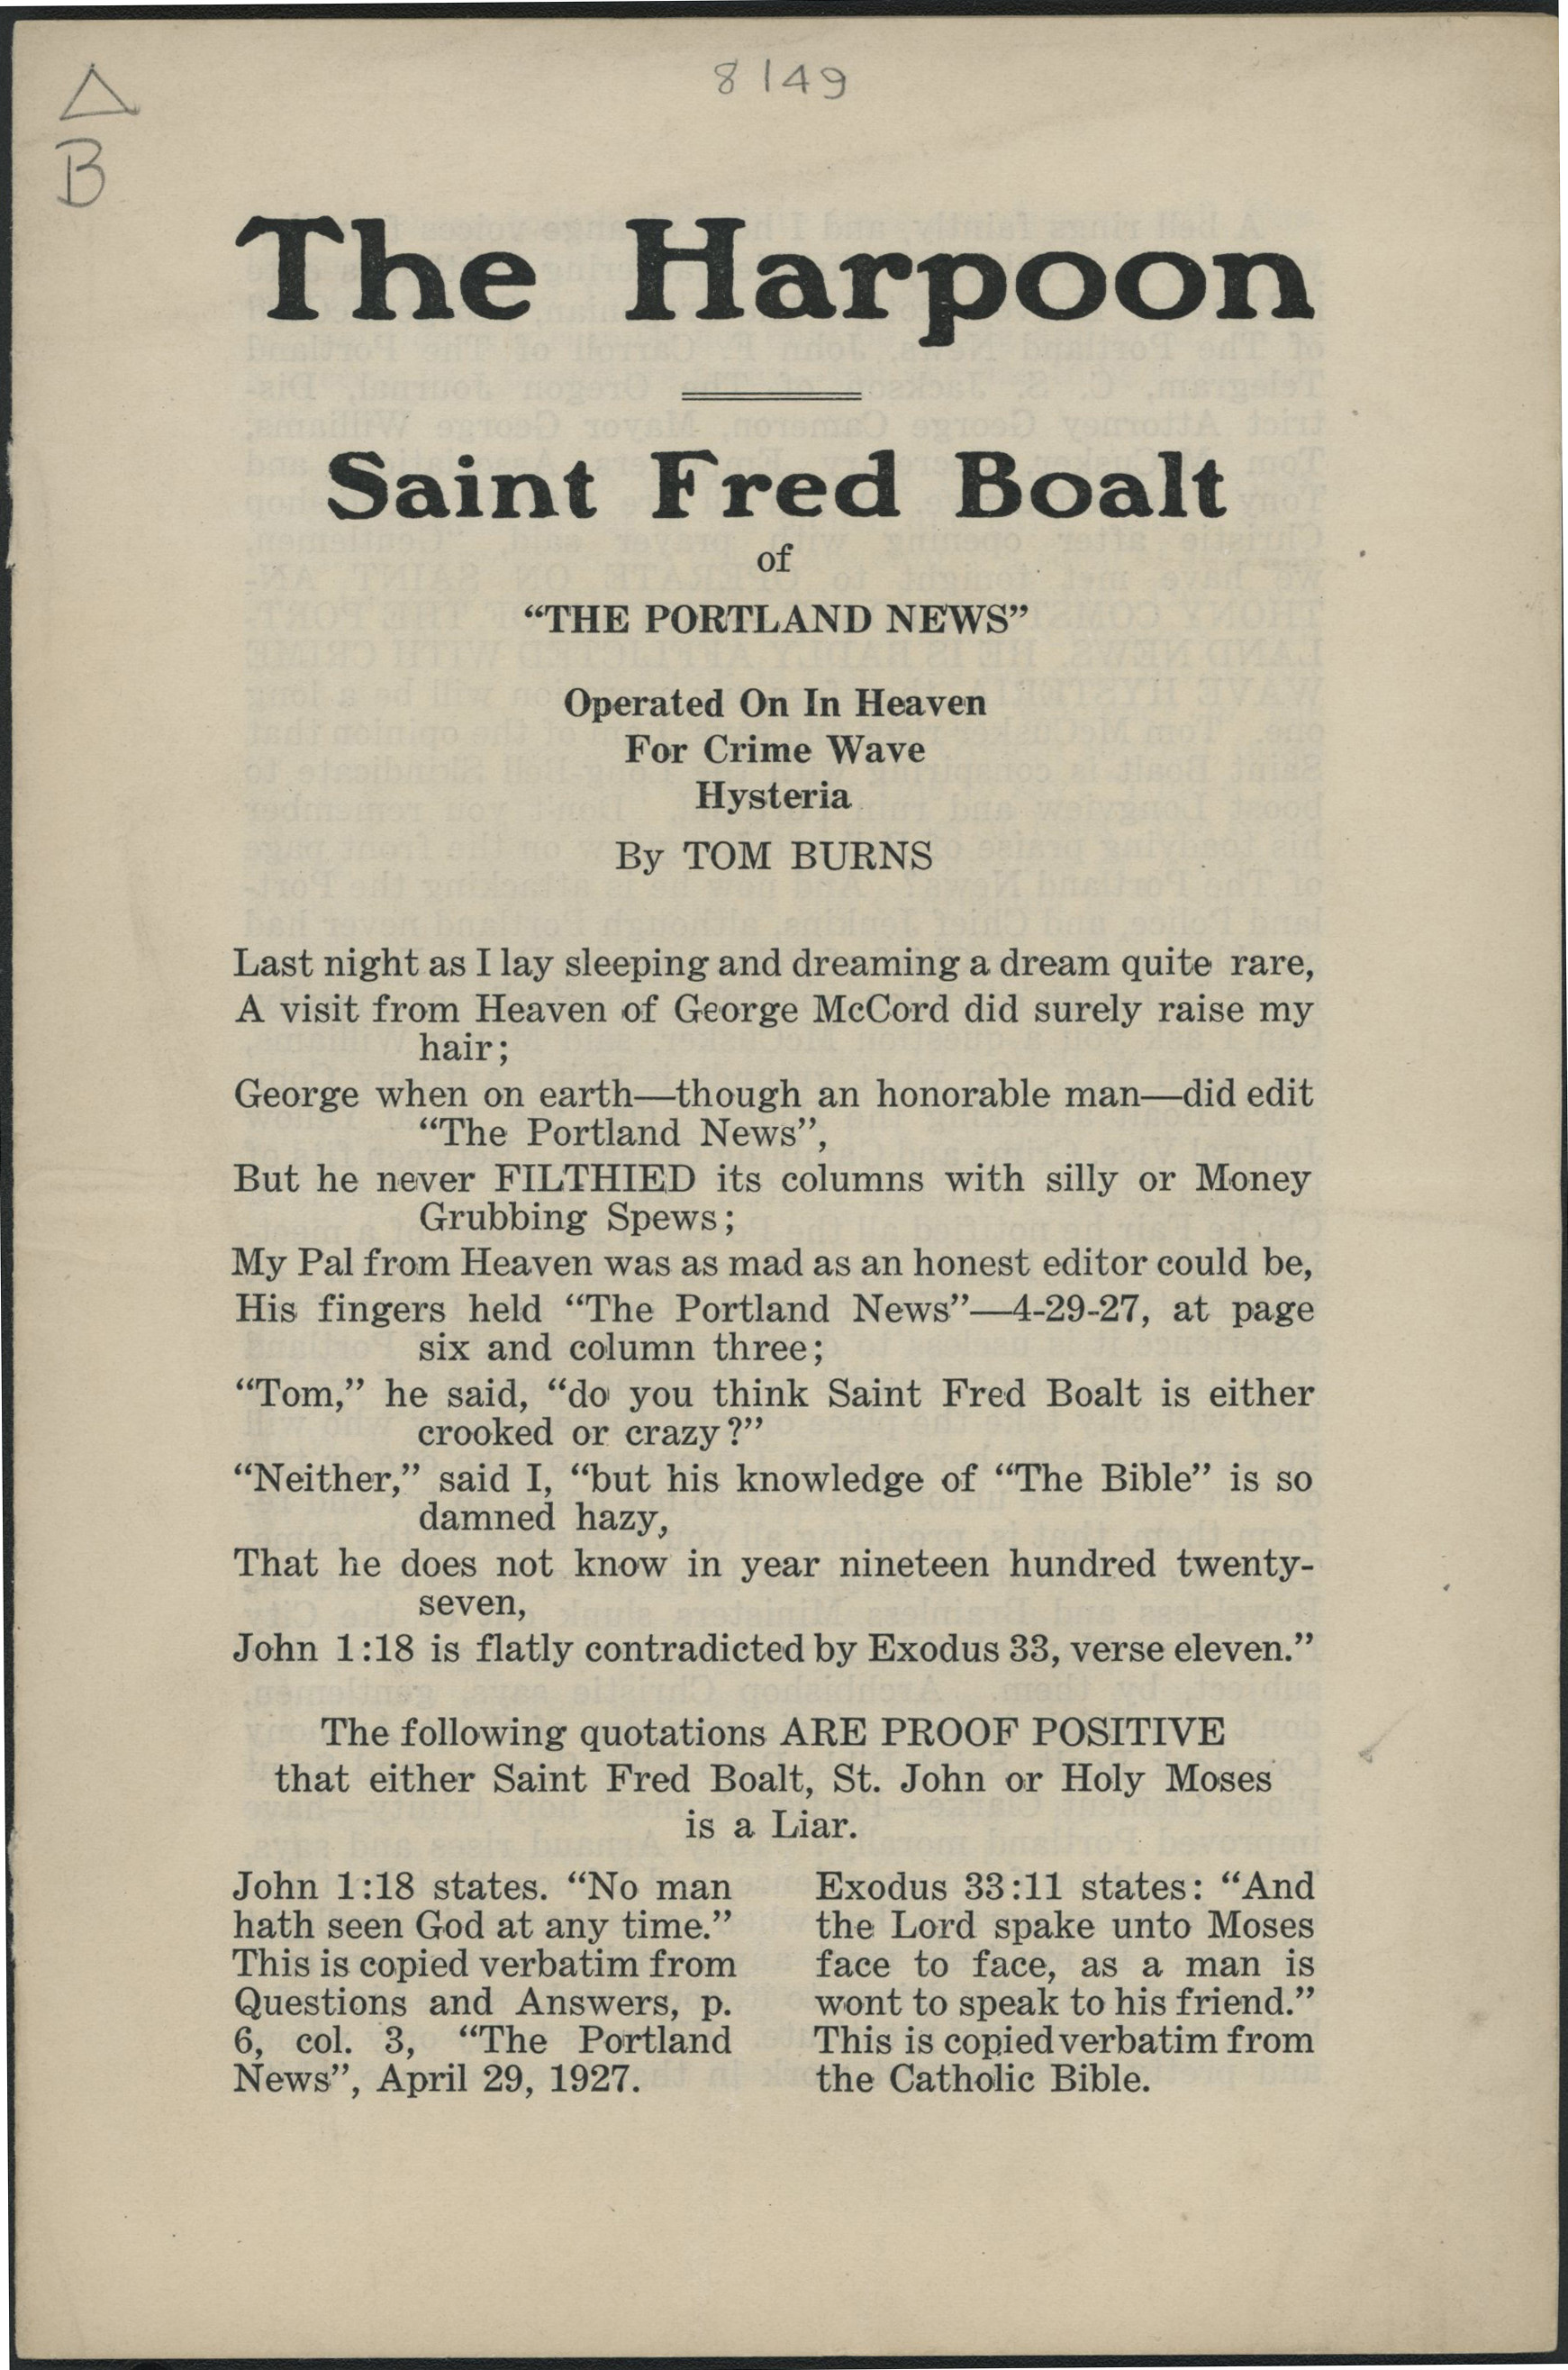 8149
Δ
B
The Harpoon
Saint Fred Boalt
of
“THE PORTLAND NEWS”
Operated On In Heaven
For Crime Wave
Hysteria
By TOM BURNS
Last night as I lay sleeping and dreaming a dream quite rare,
A visit from Heaven of George McCord did surely raise my
hair;
George when on earth—though an honorable man—did edit
“The Portland News”,
But he never FILTHIED its columns with silly or Money
Grubbing Spews;
My Pal from Heaven was as mad as an honest editor could be,
His fingers held “The Portland News”—4-29-27, at page
six and column three;
“Tom,” he said, “do you think Saint Fred Boalt is either
crooked or crazy?”
“Neither,” said I, “but his knowledge of “The Bible” is so
damned hazy,
That he does not know in year nineteen hundred twenty-
seven,
John 1:18 is flatly contradicted by Exodus 33, verse eleven.”
The following quotations ARE PROOF POSITIVE
that either Saint Fred Boalt, St. John or Holy Moses
is a Liar.
John 1:18 states. “No man
hath seen God at any time.”
This is copied verbatim from
Questions and Answers, p.
6, col. 3, “The Portland
News”, April 29, 1927.
Exodus 33:11 states: “And
the Lord spake unto Moses
face to face, as a man is
wont to speak to his friend.”
This is copied verbatim from
the Catholic Bible.